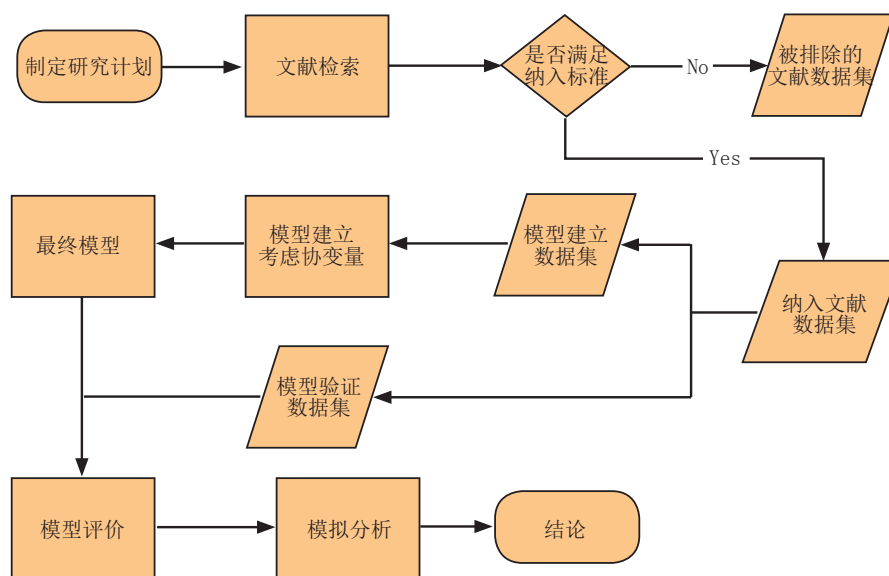 制定研究计划
文献检索
是否满足
纳入标准
No
被排除的
文献数据集
Yes
最终模型
模型建立
考虑协变量
模型建立
数据集
纳入文献
数据集
模型验证
数据集
模型评价
模拟分析
结论